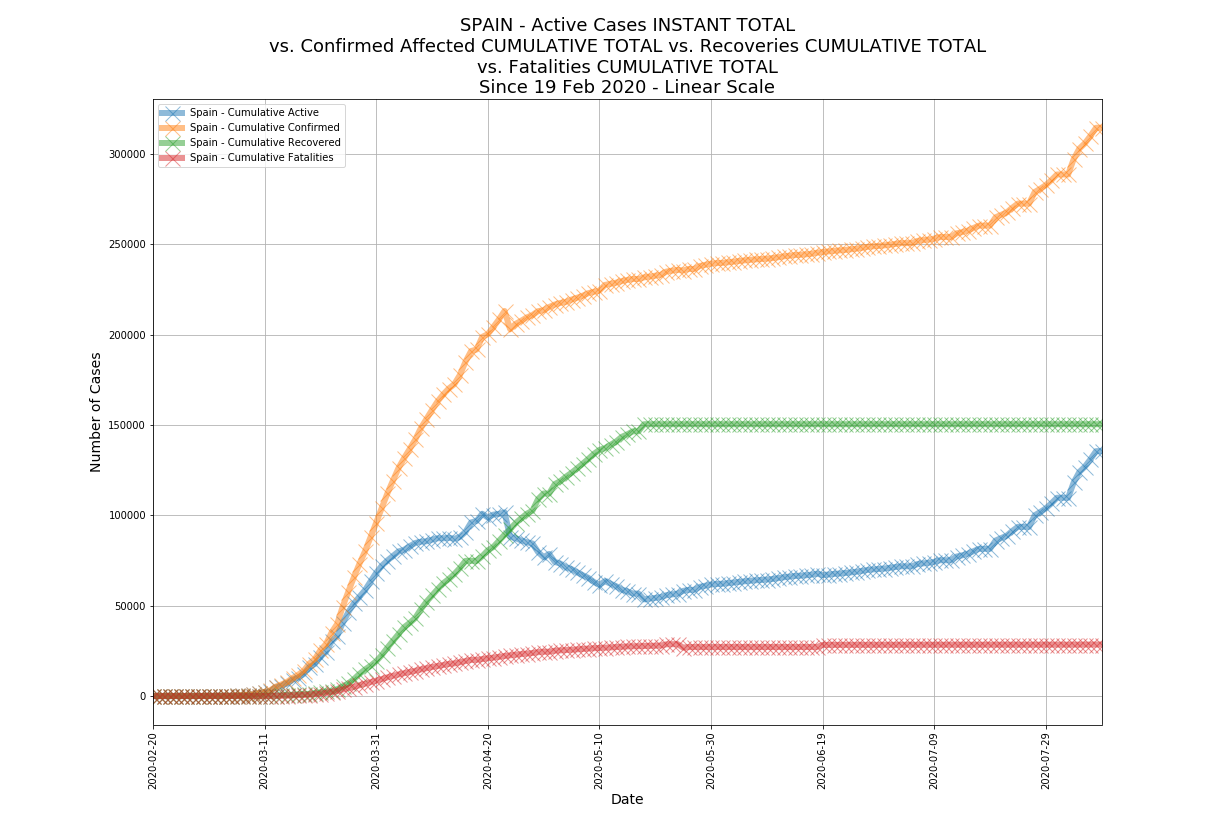 SPAIN - Active Cases INSTANT TOTAL
vs. Confirmed Affected CUMULATIVE TOTAL vs. Recoveries CUMULATIVE TOTAL
vs. Fatalities CUMULATIVE TOTAL
Since 19 Feb 2020 - Linear Scale
Spain - Cumulative Active
Spain - Cumulative Confirmed
Spain - Cumulative Recovered
Spain - Cumulative Fatalities
Number of Cases
300000
250000
200000
150000
100000
50000
0
2020-02-20
2020-03-11
2020-03-31
2020-04-20
2020-05-10
2020-05-30
2020-06-19
2020-07-09
2020-07-29
Date